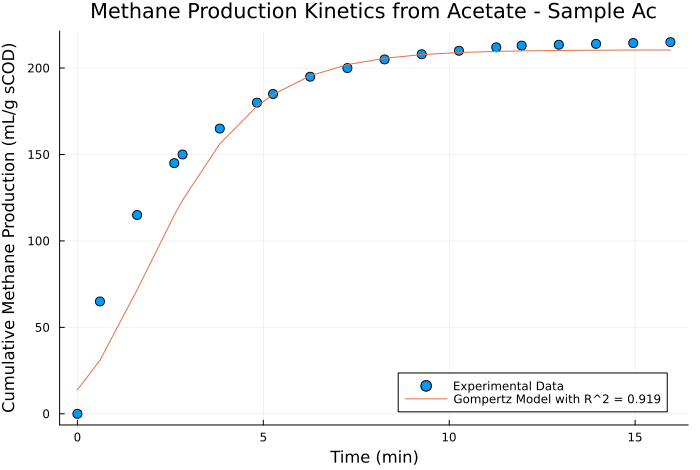 Methane Production Kinetics from Acetate - Sample Ac
Cumulative Methane Production (mL/g sCOD)
200
150
100
50
0
0 5 10 15
Time (min)
Experimental Data
Gompertz Model with R^2 = 0.919